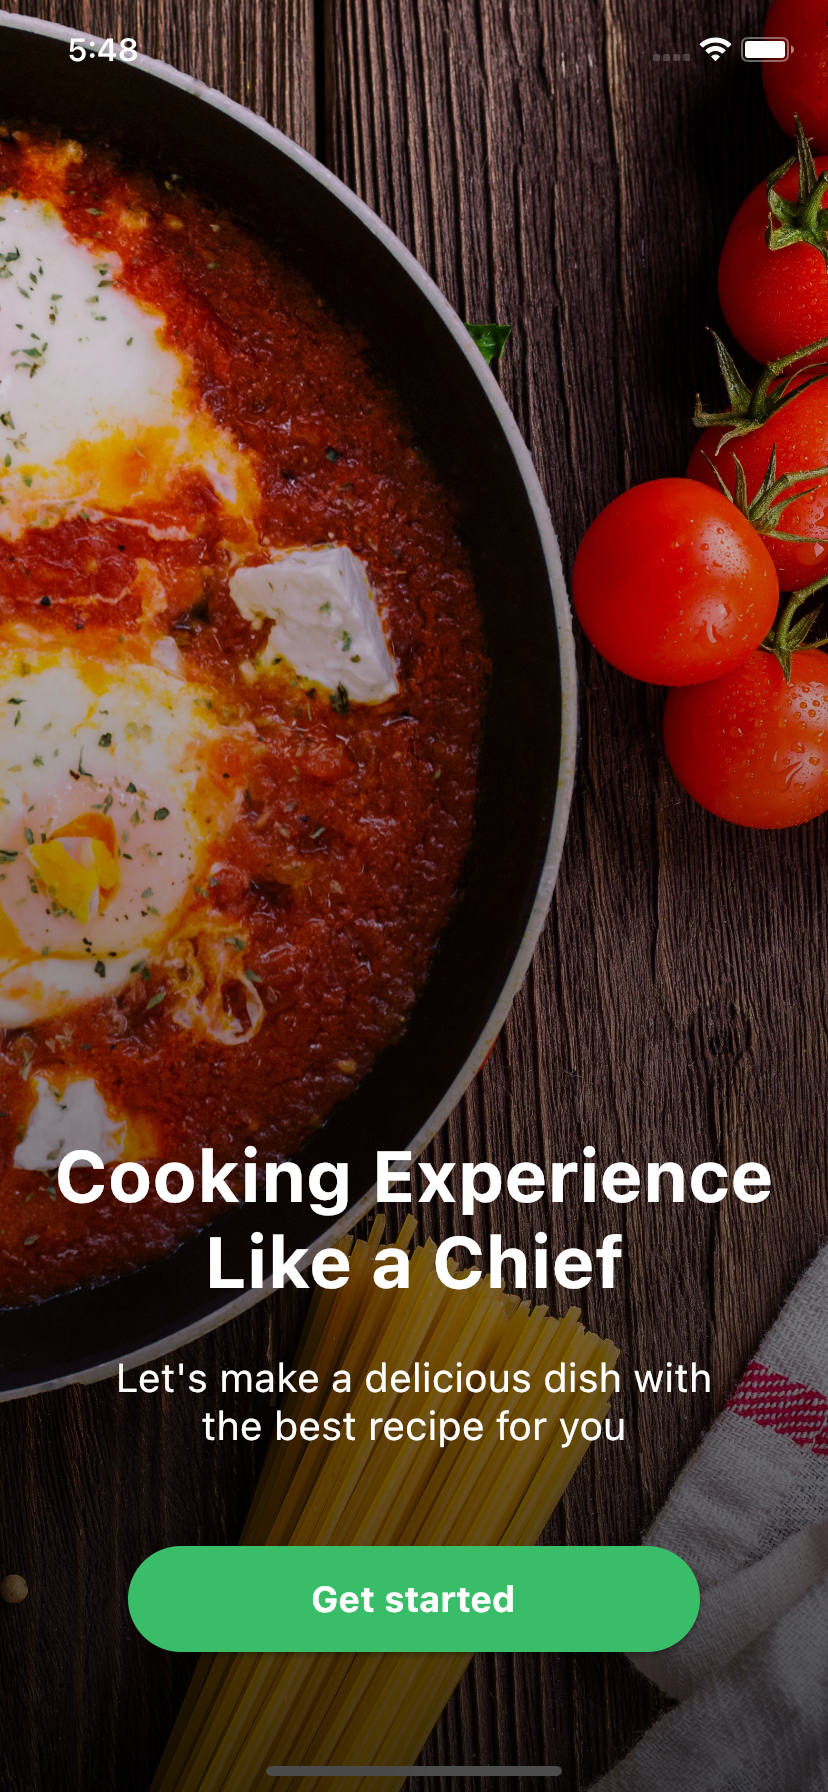 5:48
Cooking Experience
Like a Chief
Let's make a delicious dish with
the best recipe for you
Get started